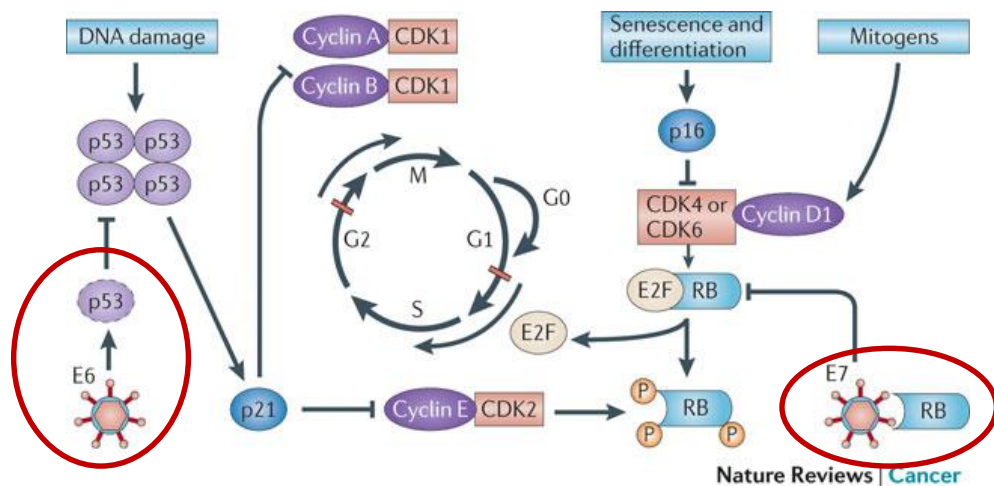 DNA damage
Cyclin A
CDK1
Cyclin B
CDK1
Senescence and
differentiation
Mitogens
p53
p53
p53
p53
p16
M
G0
G1
G2
S
CDK4 or
CDK6
Cyclin D1
p53
E2F
RB
E2F
E6
E7
p21
Cyclin E
CDK2
P
RB
P
P
RB
Nature Reviews | Cancer